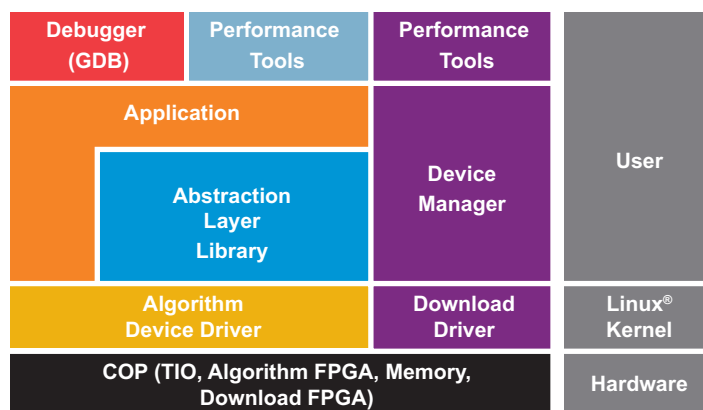 Debugger
(GDB)
Performance
Tools
Performance
Tools
Application
Abstraction
Layer
Library
Device
Manager
User
Algorithm
Device Driver
Download
Driver
Linux®
Kernel
COP (TIO, Algorithm FPGA, Memory,
Download FPGA)
Hardware